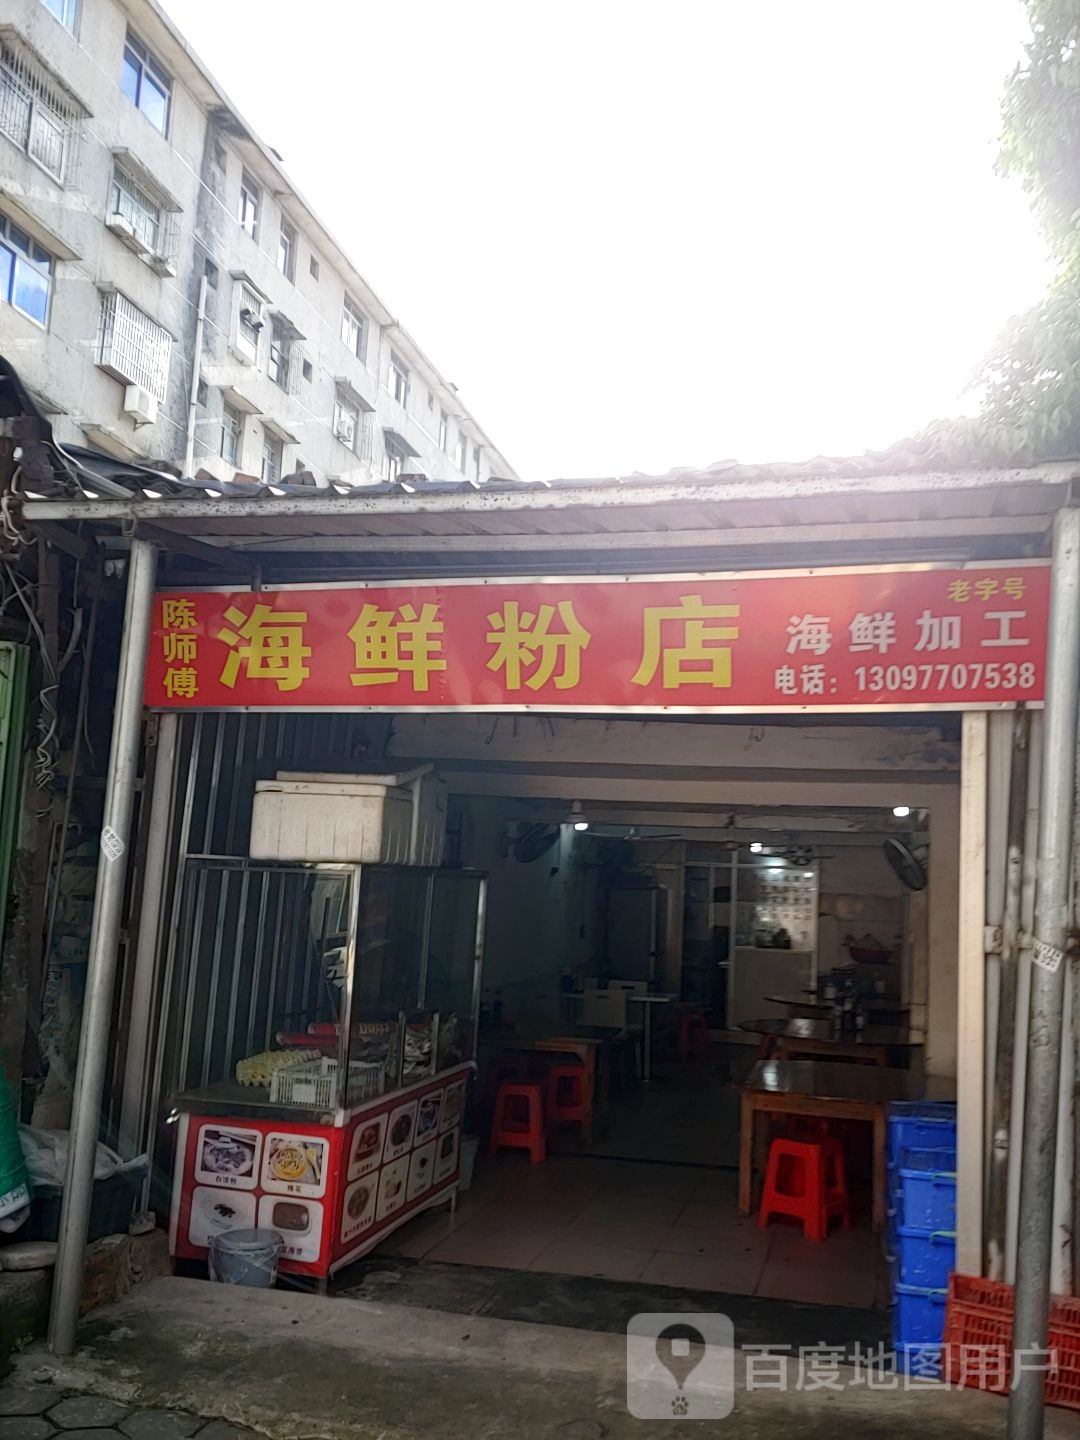 陈师傅
海鲜粉店
老字号
海鲜加工
电话：13097707538
百度地图用户